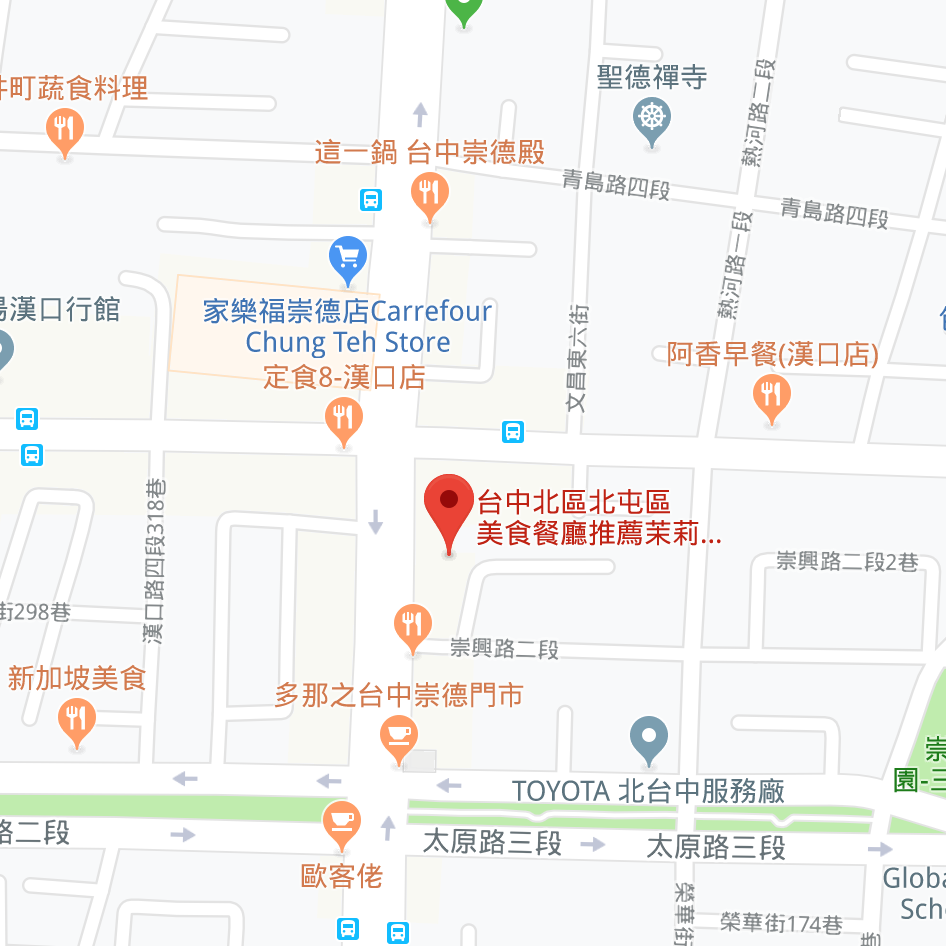 町蔬食料理
聖德禪寺
熱河路二段
這一鍋 台中崇德殿
青島路四段
青島路四段
熱河路一段
漢口行館
家樂福崇德店Carrefour
Chung Teh Store
定食8-漢口店
文昌東六街
阿香早餐(漢口店)
台中北區北屯區
美食餐廳推薦茉莉...
漢口路四段318巷
崇興路二段2巷
街298巷
崇興路二段
新加坡美食
多那之台中崇德門市
崇
園-三
TOYOTA 北台中服務廠
路二段
太原路三段
太原路三段
歐客佬
Globa
Scho
榮華街
榮華街174巷